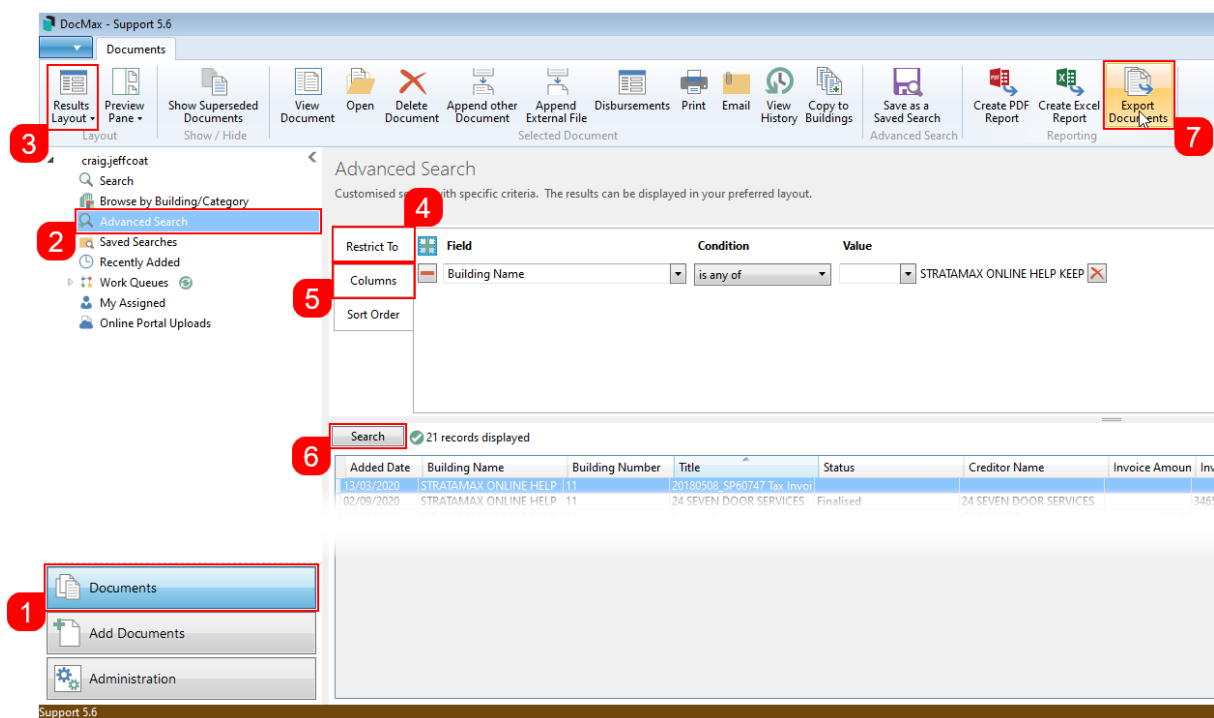 DocMax - Support 5.6
Documents
Results Layout
Preview Pane
Show Superseded Documents
View Document
Open
Delete Document
Append other Document
Append External File
Disbursements
Print
Email
View History
Copy to Buildings
Save as a Saved Search
Create PDF Report
Create Excel Report
Export Documents
Layout
Show / Hide
Selected Document
Advanced Search
Reporting
3
7
craig.jeffcoat
Search
Browse by Building/Category
Advanced Search
Saved Searches
Recently Added
Work Queues
My Assigned
Online Portal Uploads
2
Advanced Search
Customised with specific criteria. The results can be displayed in your preferred layout.
4
Restrict To
Field Condition Value
Columns
Building Name is any of STRATAMAX ONLINE HELP KEEP
5
Sort Order
Search 21 records displayed
6
Added Date Building Name Building Number Title Status Creditor Name Invoice Amoun Inv
13/03/2020 STRATAMAX ONLINE HELP 11 20180508_SP60747 Tax Invoi
02/09/2020 STRATAMAX ONLINE HELP 11 24 SEVEN DOOR SERVICES Finalised 24 SEVEN DOOR SERVICES 3465
Documents
1
Add Documents
Administration
Support 5.6